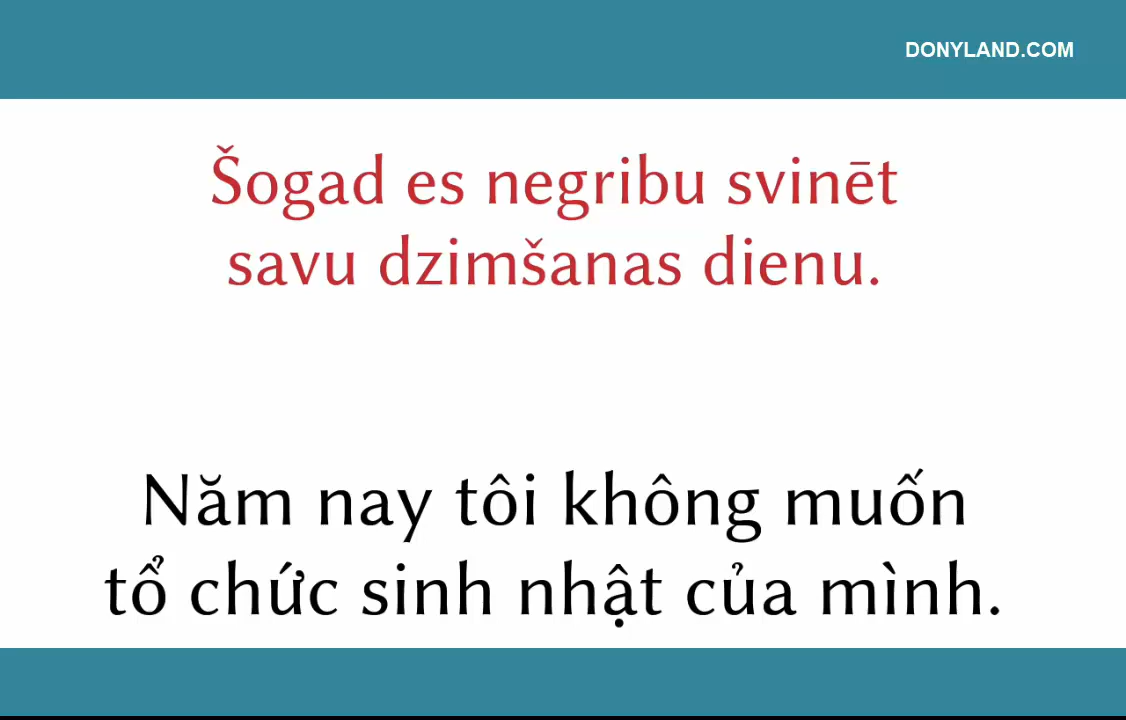 DONYLAND.COM
Šogad es negribu svinēt
savu dzimšanas dienu.
Năm nay tôi không muốn
tổ chức sinh nhật của mình.